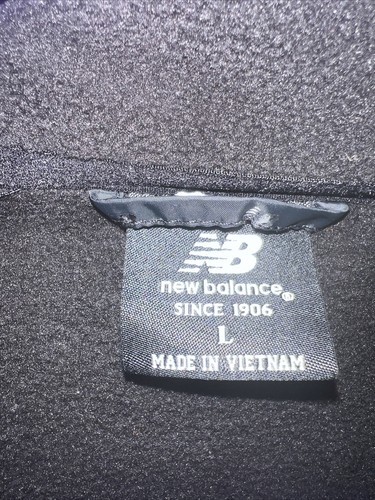 NB
new balance®
SINCE 1906
L
MADE IN VIETNAM